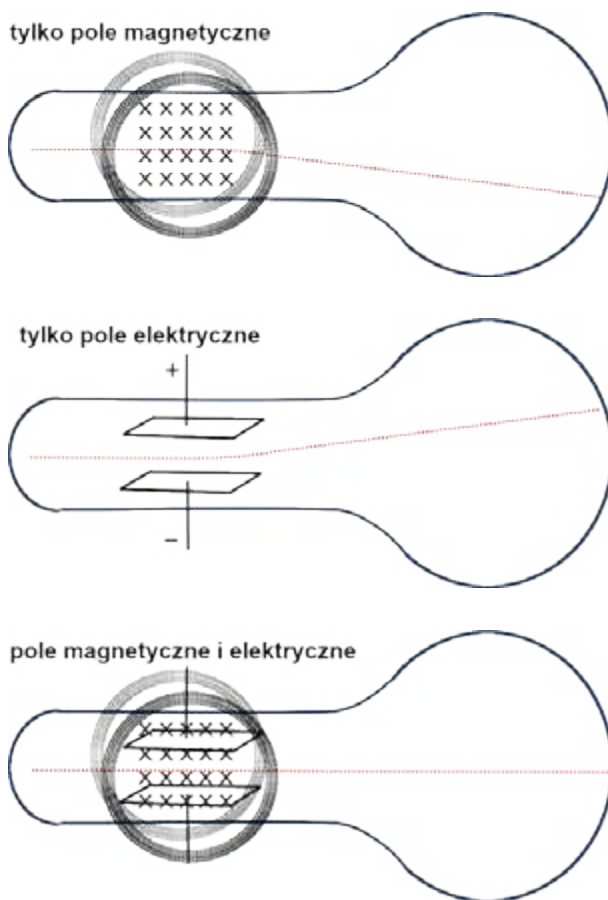 tylko pole magnetyczne
× × × × ×
× × × × ×
× × × × ×
× × × × ×
tylko pole elektryczne
+
−
pole magnetyczne i elektryczne
× × × × ×
× × × × ×
× × × × ×
× × × × ×